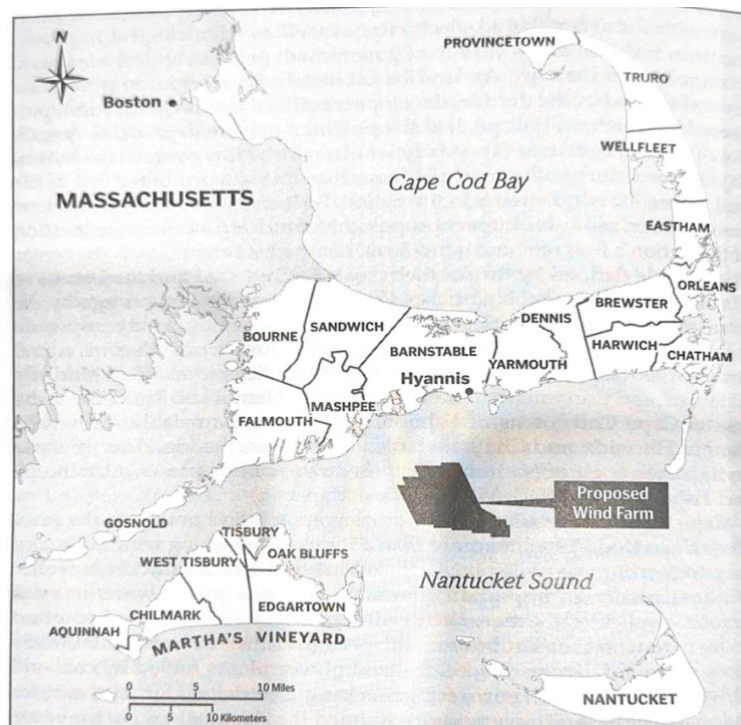 N
PROVINCETOWN
TRURO
Boston
WELLFLEET
Cape Cod Bay
MASSACHUSETTS
EASTHAM
ORLEANS
BREWSTER
DENNIS
SANDWICH
BOURNE
HARWICH
BARNSTABLE
CHATHAM
YARMOUTH
Hyannis
MASHPEE
FALMOUTH
Proposed
Wind Farm
GOSNOLD
TISBURY
OAK BLUFFS
WEST TISBURY
Nantucket Sound
EDGARTOWN
CHILMARK
AQUINNAH
MARTHA'S VINEYARD
0 5 10 Miles
0 5 10 Kilometers
NANTUCKET